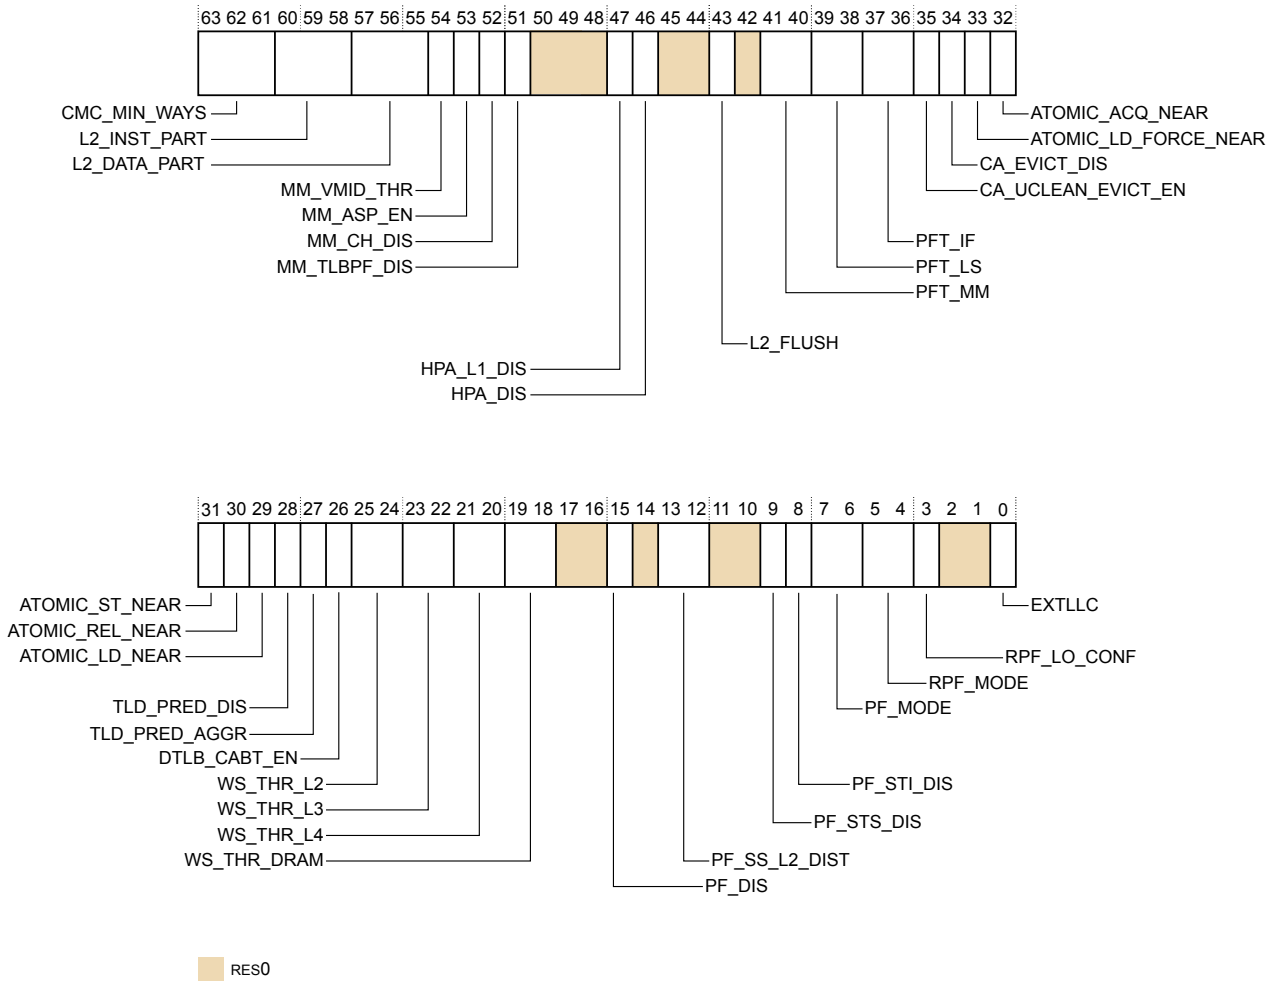 63 62 61 60 59 58 57 56 55 54 53 52 51 50 49 48 47 46 45 44 43 42 41 40 39 38 37 36 35 34 33 32
CMC_MIN_WAYS ATOMIC_ACQ_NEAR
L2_INST_PART ATOMIC_LD_FORCE_NEAR
L2_DATA_PART CA_EVICT_DIS
MM_VMID_THR CA_UCLEAN_EVICT_EN
MM_ASP_EN
MM_CH_DIS PFT_IF
MM_TLBPF_DIS PFT_LS
PFT_MM
L2_FLUSH
HPA_L1_DIS
HPA_DIS
31 30 29 28 27 26 25 24 23 22 21 20 19 18 17 16 15 14 13 12 11 10 9 8 7 6 5 4 3 2 1 0
ATOMIC_ST_NEAR EXTLLC
ATOMIC_REL_NEAR
ATOMIC_LD_NEAR RPF_LO_CONF
RPF_MODE
TLD_PRED_DIS PF_MODE
TLD_PRED_AGGR
DTLB_CABT_EN
WS_THR_L2 PF_STI_DIS
WS_THR_L3
PF_STS_DIS
WS_THR_L4
WS_THR_DRAM PF_SS_L2_DIST
PF_DIS
RES0